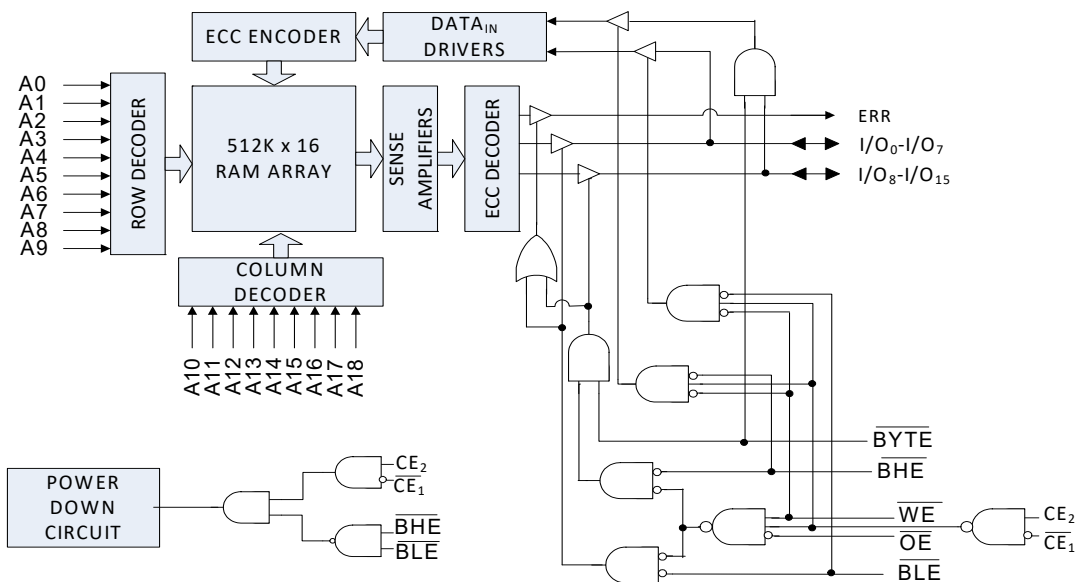 ECC ENCODER
DATAIN
DRIVERS
A0
A1
A2
A3
A4
A5
A6
A7
A8
A9
ROW DECODER
512K x 16
RAM ARRAY
SENSE
AMPLIFIERS
ECC DECODER
ERR
I/O0-I/O7
I/O8-I/O15
COLUMN
DECODER
A10
A11
A12
A13
A14
A15
A16
A17
A18
BYTE
BHE
WE
OE
BLE
CE2
CE1
POWER
DOWN
CIRCUIT
CE2
CE1
BHE
BLE